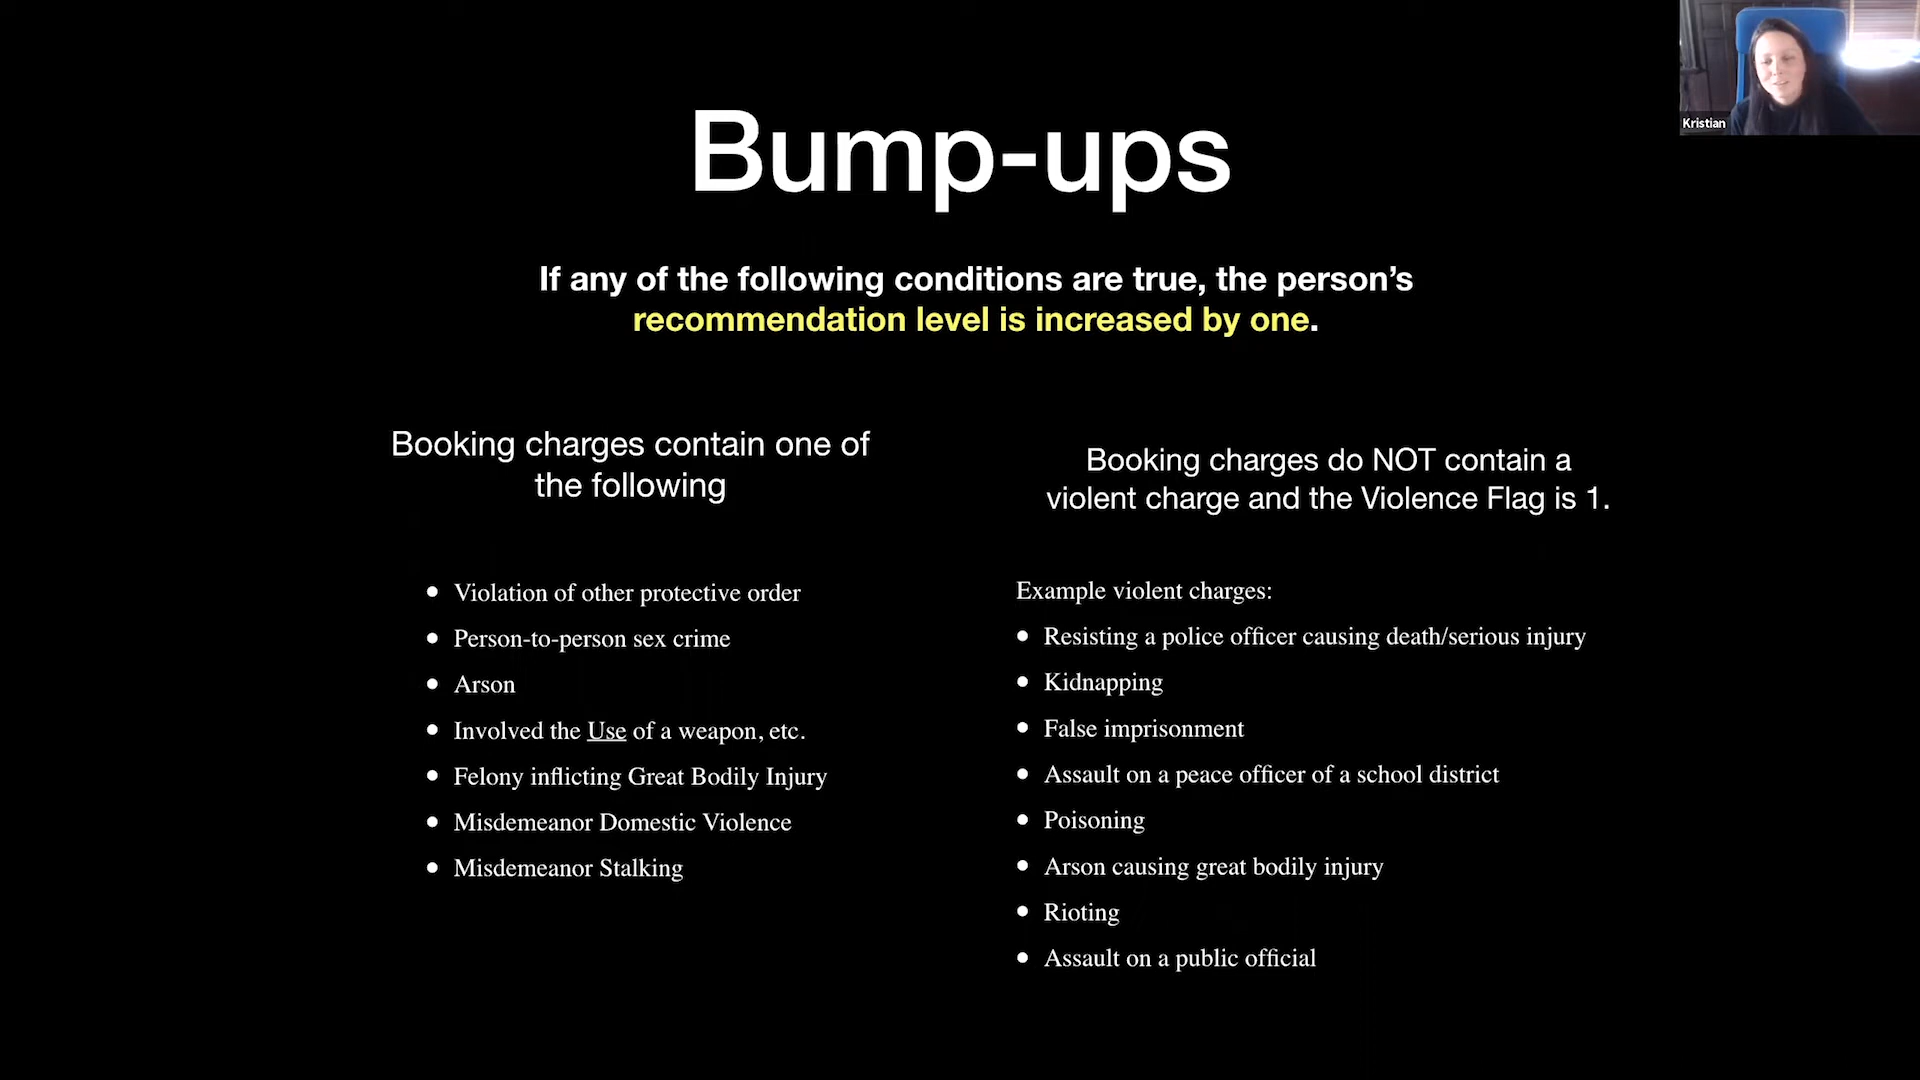 Kristian
Bump-ups
If any of the following conditions are true, the person’s
recommendation level is increased by one.
Booking charges contain one of
the following
• Violation of other protective order
• Person-to-person sex crime
• Arson
• Involved the Use of a weapon, etc.
• Felony inflicting Great Bodily Injury
• Misdemeanor Domestic Violence
• Misdemeanor Stalking
Booking charges do NOT contain a
violent charge and the Violence Flag is 1.
Example violent charges:
• Resisting a police officer causing death/serious injury
• Kidnapping
• False imprisonment
• Assault on a peace officer of a school district
• Poisoning
• Arson causing great bodily injury
• Rioting
• Assault on a public official